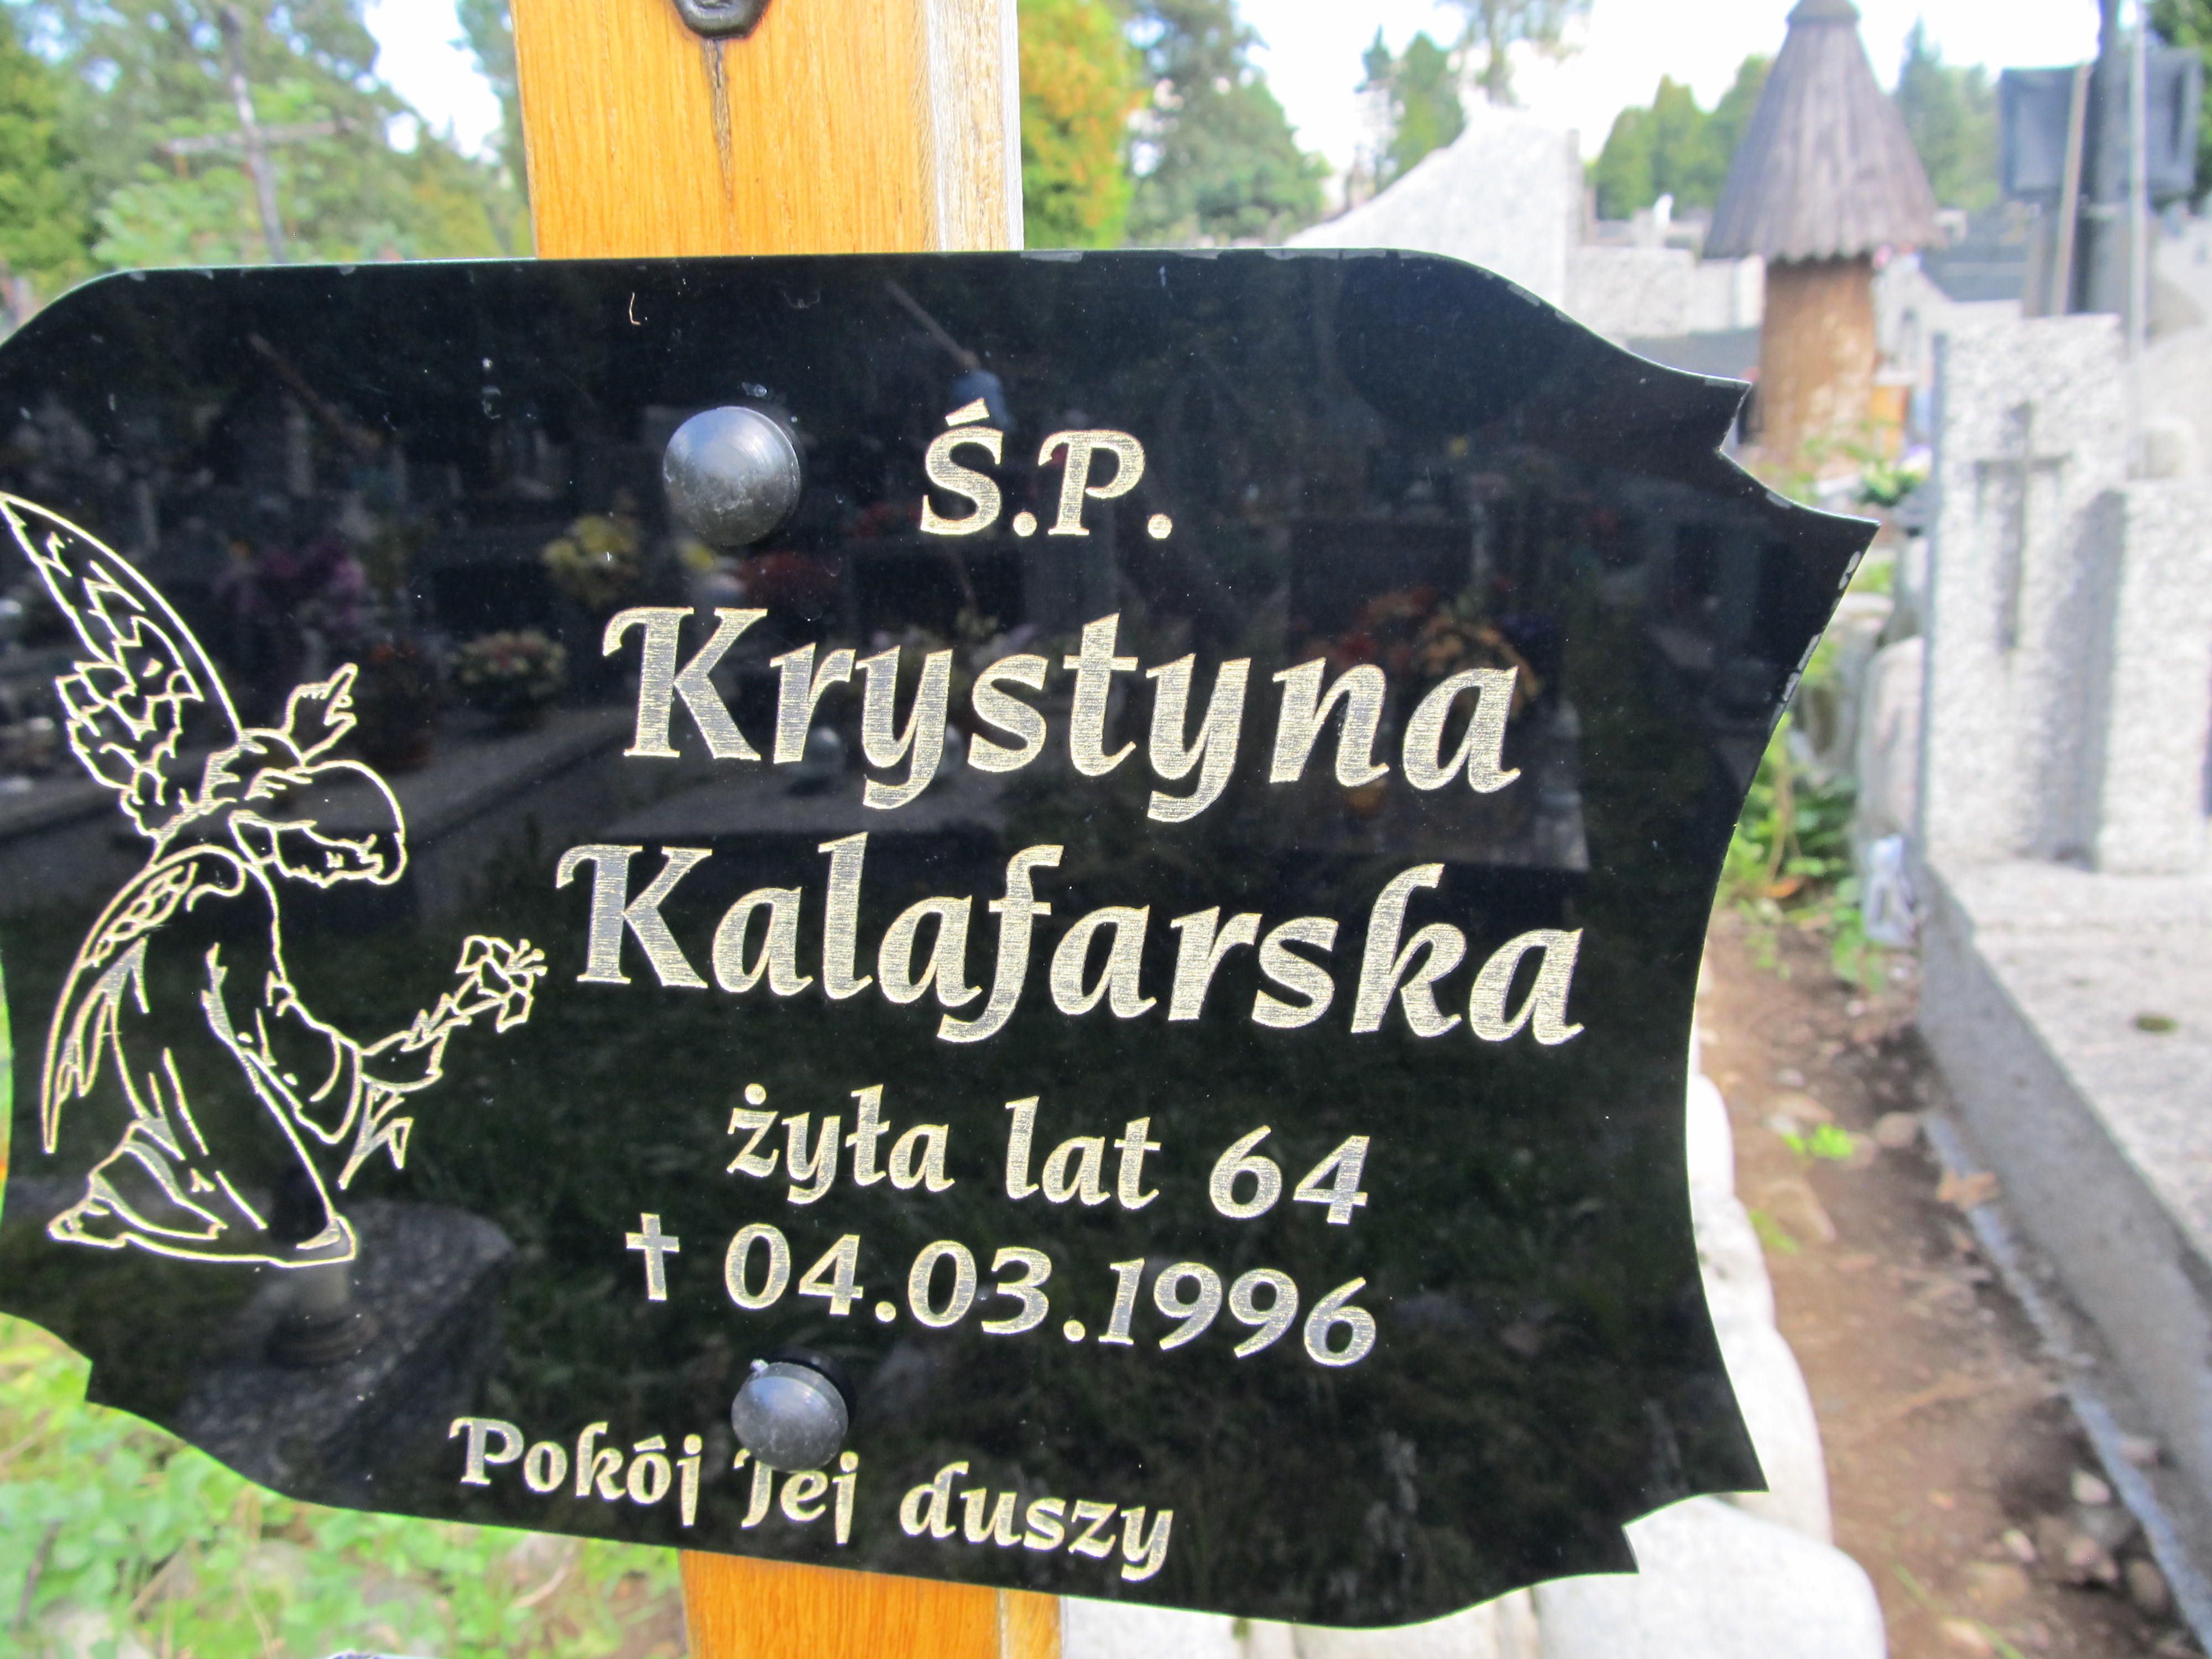 Ś.P.
Krystyna
Kalafarska
żyła lat 64
† 04.03.1996
Pokój Jej duszy